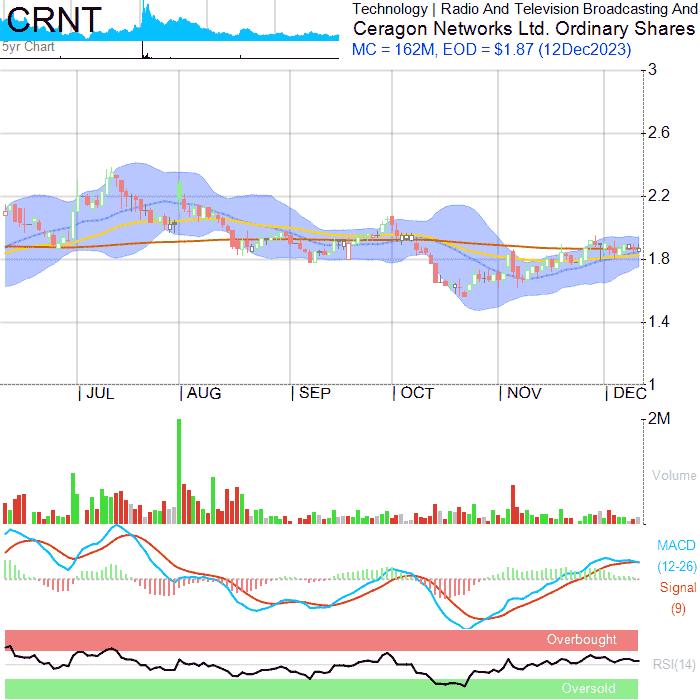 CRNT
5yr Chart
Technology | Radio And Television Broadcasting And
Ceragon Networks Ltd. Ordinary Shares
MC = 162M, EOD = $1.87 (12Dec2023)
3
2.6
2.2
1.8
1.4
1
JUL
AUG
SEP
OCT
NOV
DEC
2M
Volume
MACD
(12-26)
Signal
(9)
Overbought
RSI(14)
Oversold